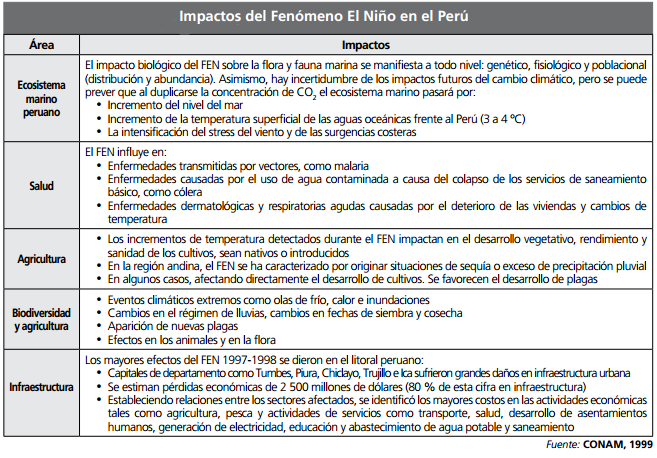 Impactos del Fenómeno El Niño en el Perú
Área
Impactos
Ecosistema
marino
peruano
El impacto biológico del FEN sobre la flora y fauna marina se manifiesta a todo nivel: genético, fisiológico y poblacional
(distribución y abundancia). Asimismo, hay incertidumbre de los impactos futuros del cambio climático, pero se puede
prever que al duplicarse la concentración de CO2 el ecosistema marino pasará por:
• Incremento del nivel del mar
• Incremento de la temperatura superficial de las aguas oceánicas frente al Perú (3 a 4 ºC)
• La intensificación del stress del viento y de las surgencias costeras
Salud
El FEN influye en:
• Enfermedades transmitidas por vectores, como malaria
• Enfermedades causadas por el uso de agua contaminada a causa del colapso de los servicios de saneamiento
básico, como cólera
• Enfermedades dermatológicas y respiratorias agudas causadas por el deterioro de las viviendas y cambios de
temperatura
Agricultura
• Los incrementos de temperatura detectados durante el FEN impactan en el desarrollo vegetativo, rendimiento y
sanidad de los cultivos, sean nativos o introducidos
• En la región andina, el FEN se ha caracterizado por originar situaciones de sequía o exceso de precipitación pluvial
• En algunos casos, afectando directamente el desarrollo de cultivos. Se favorecen el desarrollo de plagas
Biodiversidad
y agricultura
• Eventos climáticos extremos como olas de frío, calor e inundaciones
• Cambios en el régimen de lluvias, cambios en fechas de siembra y cosecha
• Aparición de nuevas plagas
• Efectos en los animales y en la flora
Infraestructura
Los mayores efectos del FEN 1997-1998 se dieron en el litoral peruano:
• Capitales de departamento como Tumbes, Piura, Chiclayo, Trujillo e Ica sufrieron grandes daños en infraestructura urbana
• Se estiman pérdidas económicas de 2 500 millones de dólares (80 % de esta cifra en infraestructura)
• Estableciendo relaciones entre los sectores afectados, se identificó los mayores costos en las actividades económicas
tales como agricultura, pesca y actividades de servicios como transporte, salud, desarrollo de asentamientos
humanos, generación de electricidad, educación y abastecimiento de agua potable y saneamiento
Fuente: CONAM, 1999